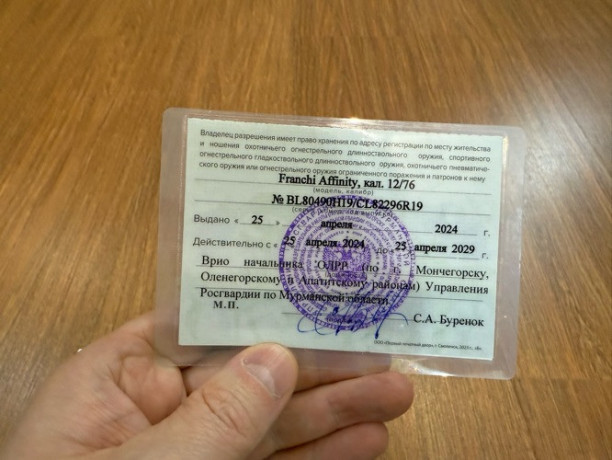 Владелец разрешения имеет право хранения по адресу регистрации по месту жительства
и ношения охотничьего огнестрельного длинноствольного оружия, спортивного
огнестрельного гладкоствольного длинноствольного оружия, охотничьего пневматиче-
ского оружия или огнестрельного оружия ограниченного поражения и патронов к нему
Franchi Affinity, кал. 12/76
(модель, калибр)
№ BL80490H19/CL82296R19
Выдано « 25 » апреля 2024 г.
Действительно с « 25 » апреля 2024 по « 25 » апреля 2029 г.
Врио начальника ОЛРР (по г. Мончегорску,
Оленегорскому и Апатитскому районам) Управления
Росгвардии по Мурманской области
М.П.
С.А. Буренок